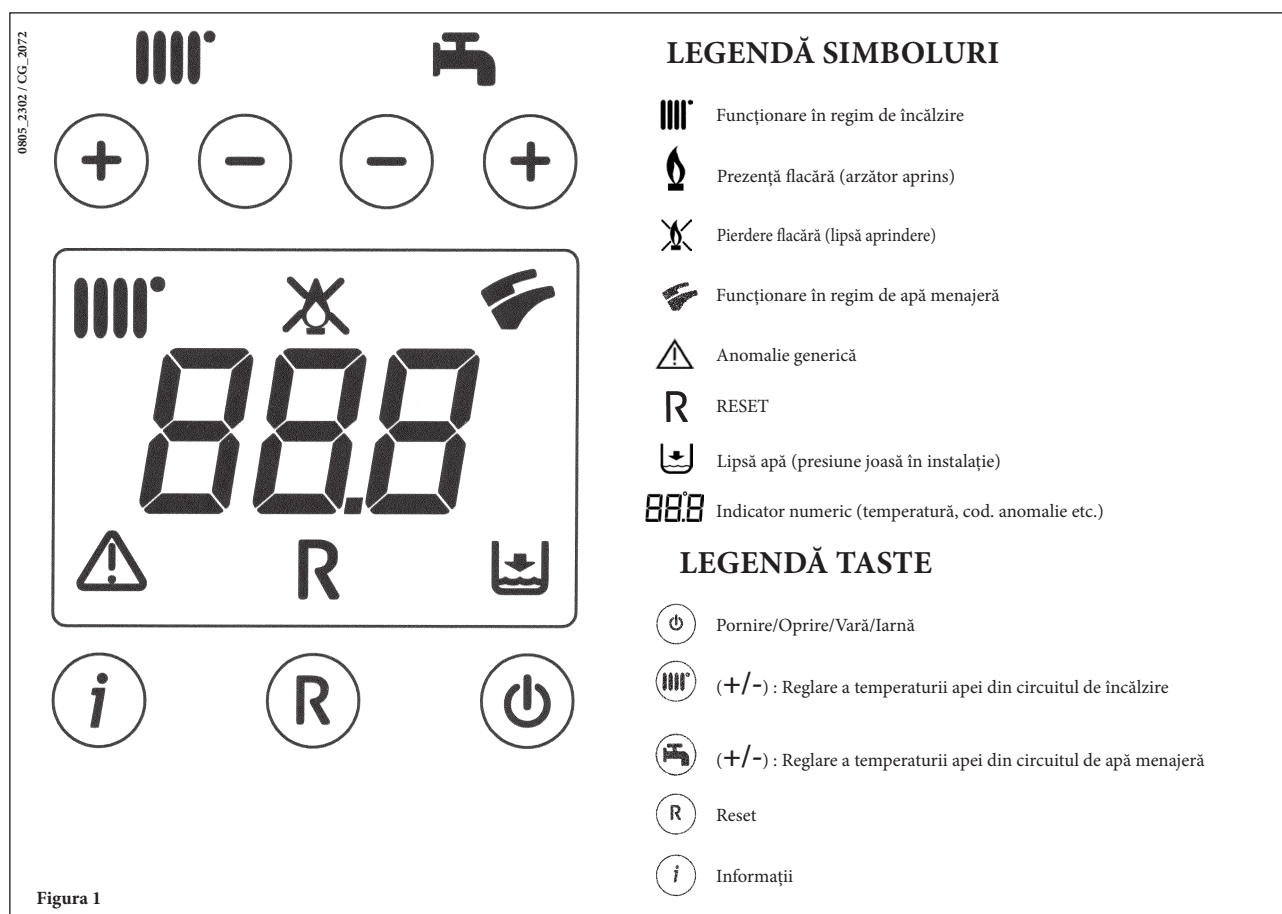 0805_2302 / CG_2072
+ - - +
88.8
R
i R
Figura 1
LEGENDĂ SIMBOLURI
Funcționare în regim de încălzire
Prezență flacără (arzător aprins)
Pierdere flacără (lipsă aprindere)
Funcționare în regim de apă menajeră
Anomalie generică
R RESET
Lipsă apă (presiune joasă în instalație)
88.8 Indicator numeric (temperatură, cod. anomalie etc.)
LEGENDĂ TASTE
Pornire/Oprire/Vară/Iarnă
(+/-) : Reglare a temperaturii apei din circuitul de încălzire
(+/-) : Reglare a temperaturii apei din circuitul de apă menajeră
R Reset
i Informații